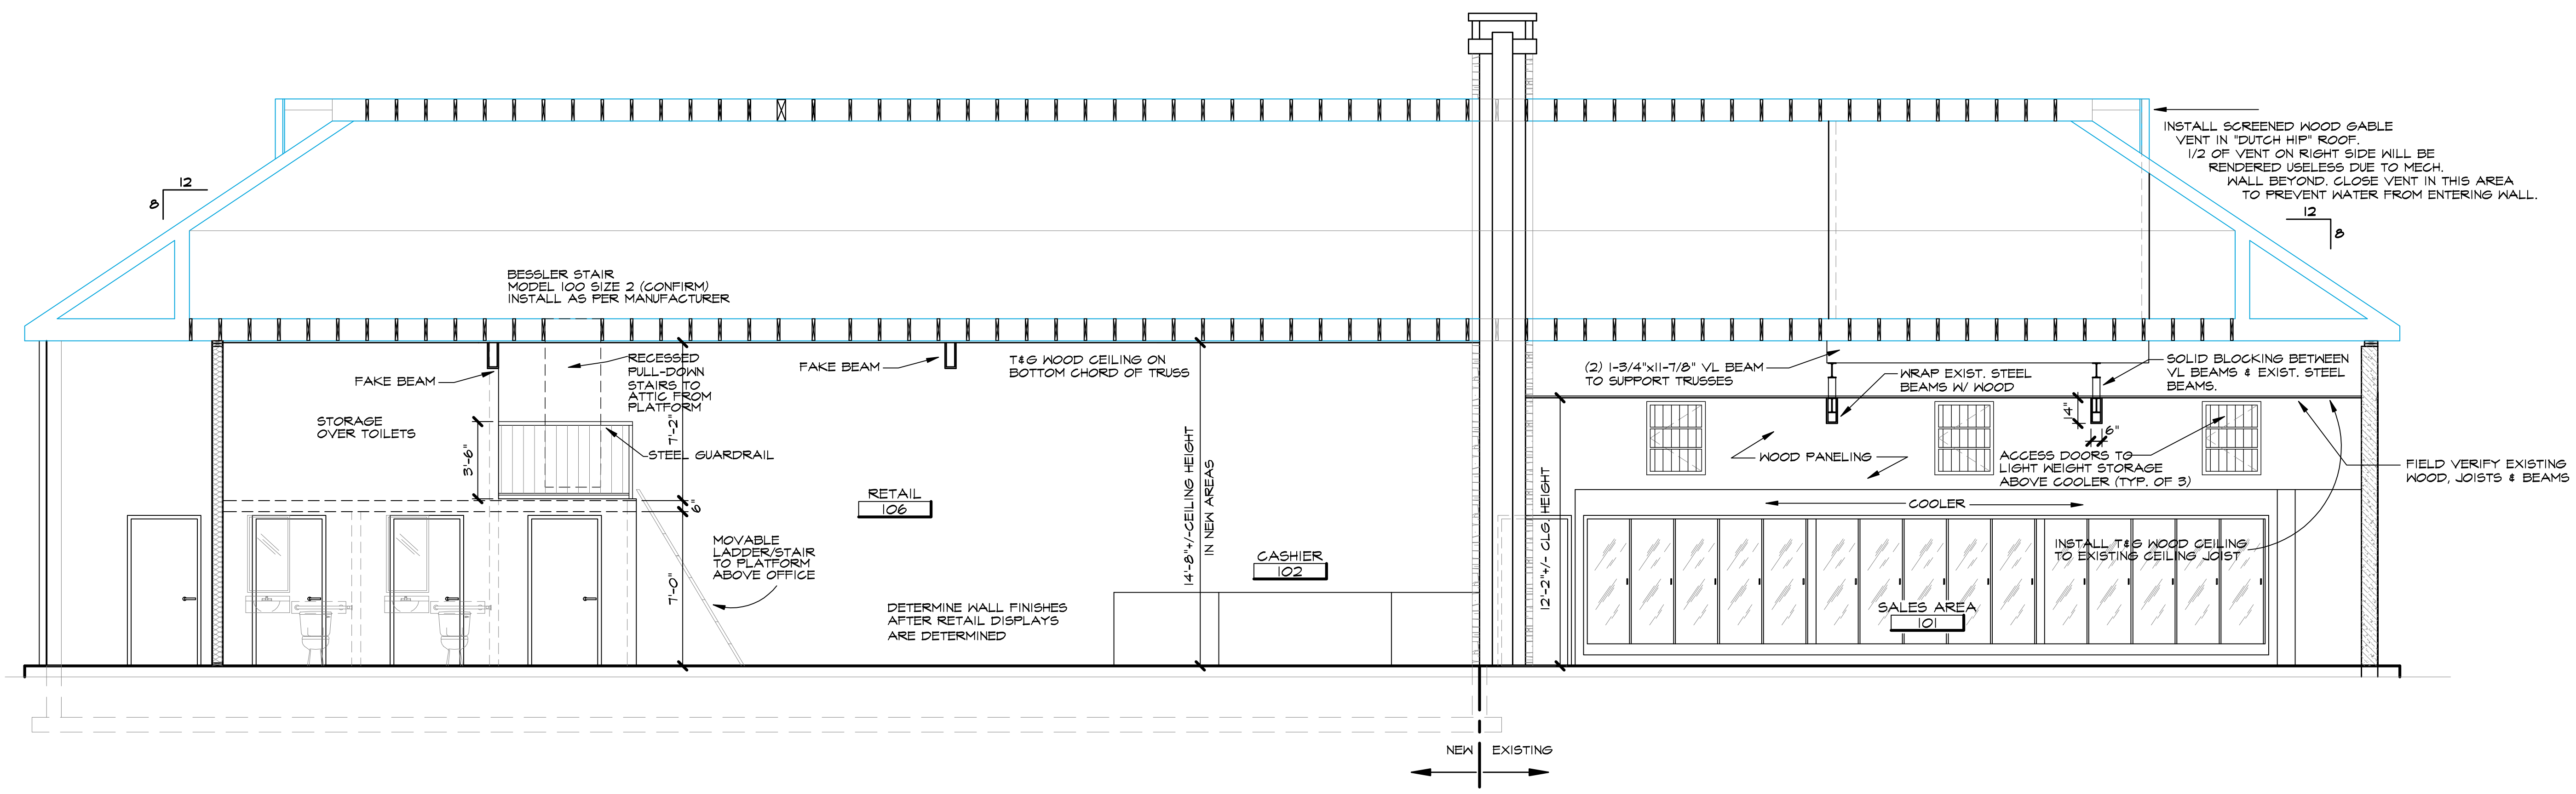 INSTALL SCREENED WOOD GABLE
VENT IN "DUTCH HIP" ROOF.
1/2 OF VENT ON RIGHT SIDE WILL BE
RENDERED USELESS DUE TO MECH.
WALL BEYOND. CLOSE VENT IN THIS AREA
TO PREVENT WATER FROM ENTERING WALL.
12
8
12
8
BESSLER STAIR
MODEL 100 SIZE 2 (CONFIRM)
INSTALL AS PER MANUFACTURER
FAKE BEAM
RECESSED
PULL-DOWN
STAIRS TO
ATTIC FROM
PLATFORM
FAKE BEAM
T&G WOOD CEILING ON
BOTTOM CHORD OF TRUSS
(2) 1-3/4"x11-7/8" VL BEAM
TO SUPPORT TRUSSES
WRAP EXIST. STEEL
BEAMS W/ WOOD
SOLID BLOCKING BETWEEN
VL BEAMS & EXIST. STEEL
BEAMS.
STORAGE
OVER TOILETS
3'-6"
7'-2"
STEEL GUARDRAIL
6"
7'-0"
RETAIL
106
14'-8"+/-CEILING HEIGHT
IN NEW AREAS
12'-2"+/- CLG. HEIGHT
14"
6"
WOOD PANELING
ACCESS DOORS TO
LIGHT WEIGHT STORAGE
ABOVE COOLER (TYP. OF 3)
FIELD VERIFY EXISTING
WOOD, JOISTS & BEAMS
COOLER
MOVABLE
LADDER/STAIR
TO PLATFORM
ABOVE OFFICE
CASHIER
102
INSTALL T&G WOOD CEILING
TO EXISTING CEILING JOIST
DETERMINE WALL FINISHES
AFTER RETAIL DISPLAYS
ARE DETERMINED
SALES AREA
101
NEW
EXISTING